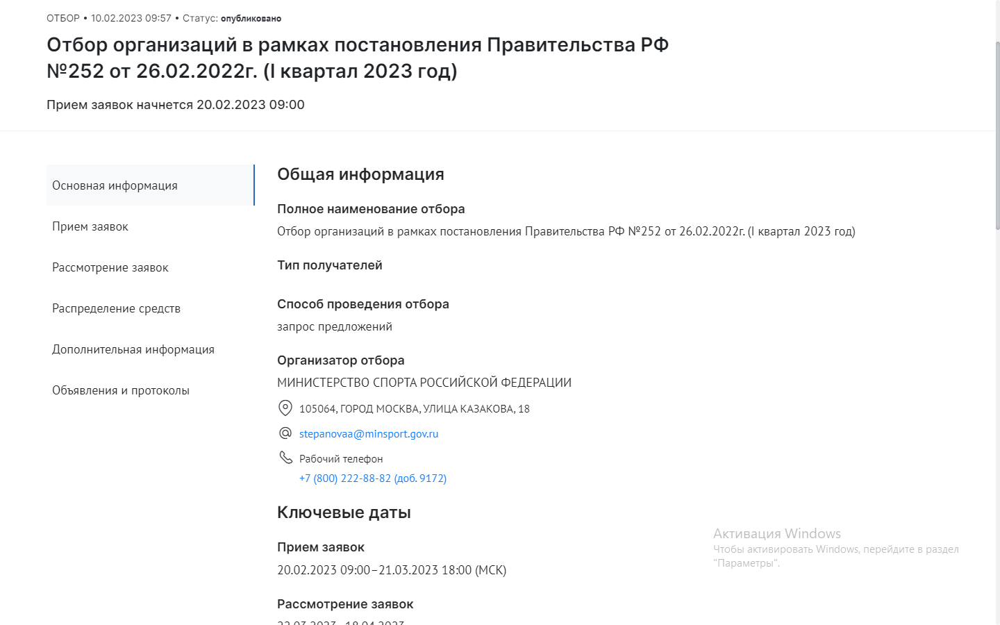 ОТБОР • 10.02.2023 09:57 • Статус: опубликовано
Отбор организаций в рамках постановления Правительства РФ
№252 от 26.02.2022г. (I квартал 2023 год)
Прием заявок начнется 20.02.2023 09:00
Основная информация
Прием заявок
Рассмотрение заявок
Распределение средств
Дополнительная информация
Объявления и протоколы
Общая информация
Полное наименование отбора
Отбор организаций в рамках постановления Правительства РФ №252 от 26.02.2022г. (I квартал 2023 год)
Тип получателей
Способ проведения отбора
запрос предложений
Организатор отбора
МИНИСТЕРСТВО СПОРТА РОССИЙСКОЙ ФЕДЕРАЦИИ
105064, ГОРОД МОСКВА, УЛИЦА КАЗАКОВА, 18
stepanovaa@minsport.gov.ru
Рабочий телефон
+7 (800) 222-88-82 (доб. 9172)
Ключевые даты
Прием заявок
20.02.2023 09:00–21.03.2023 18:00 (МСК)
Рассмотрение заявок
22.03.2023–18.04.2023
Активация Windows
Чтобы активировать Windows, перейдите в раздел
"Параметры".